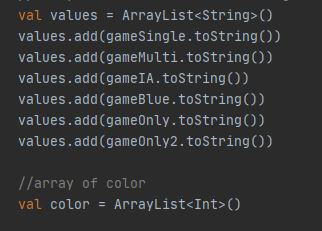 val values = ArrayList<String>()
values.add(gameSingle.toString())
values.add(gameMulti.toString())
values.add(gameIA.toString())
values.add(gameBlue.toString())
values.add(gameOnly.toString())
values.add(gameOnly2.toString())
//array of color
val color = ArrayList<Int>()